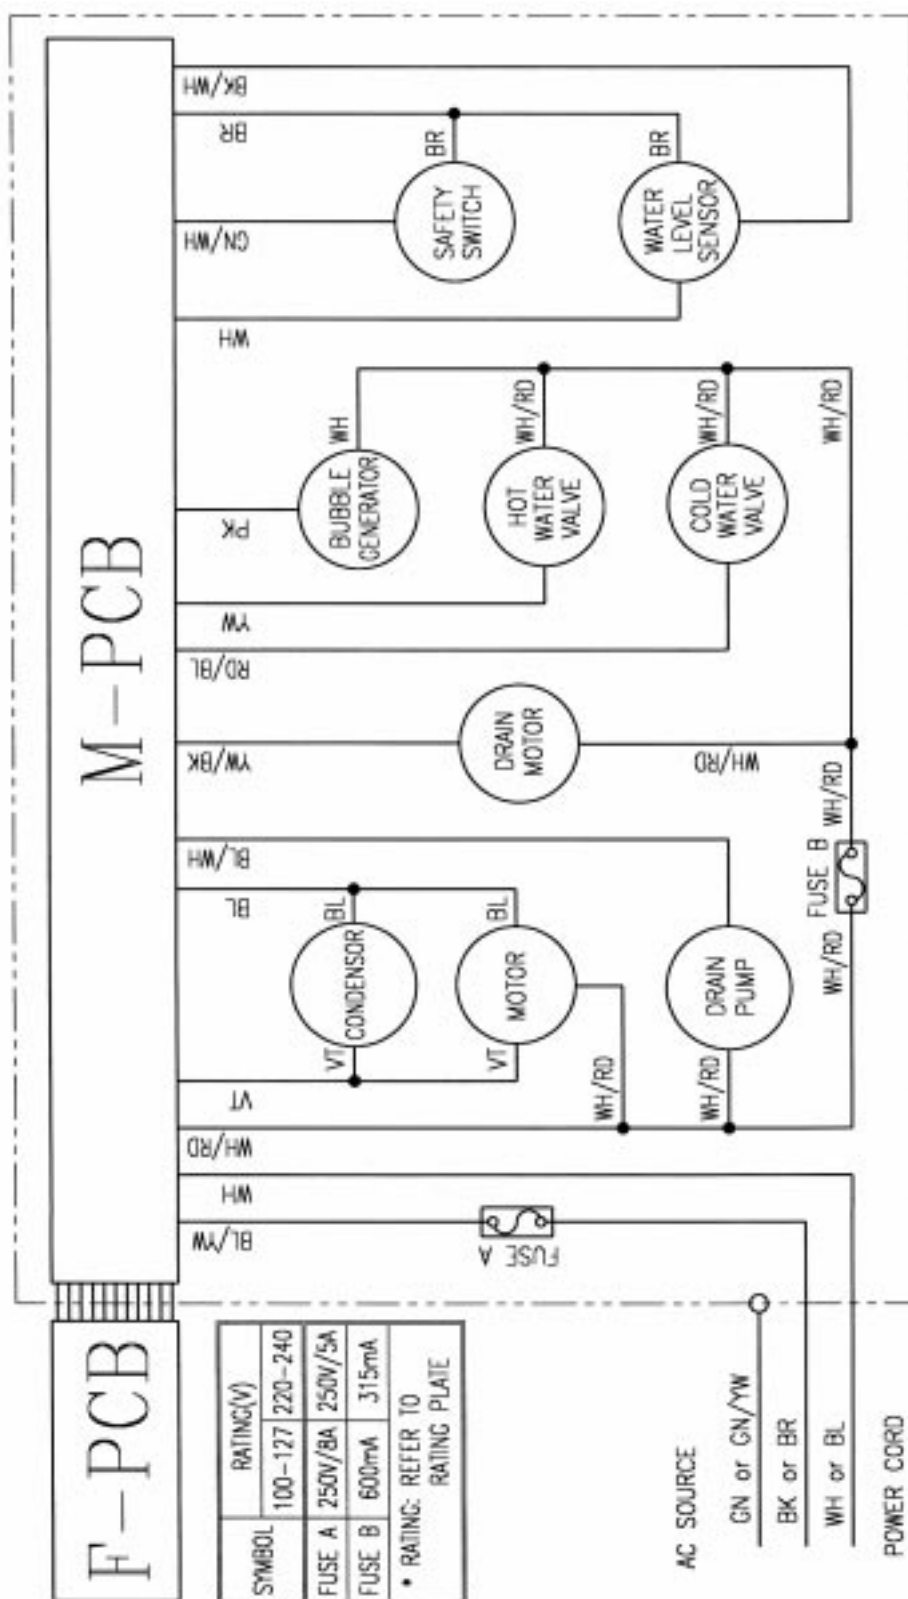 F-PCB
M-PCB
SYMBOL
RATING(V)
100-127
220-240
FUSE A
250V/8A
250V/5A
FUSE B
600mA
315mA
• RATING: REFER TO
RATING PLATE
AC SOURCE
GN or GN/YW
BK or BR
WH or BL
POWER CORD
BL/YW
WH
WH/RD
VT
BL
BL/WH
YW/BK
RD/BL
YW
PK
WH
GN/WH
BR
BK/WH
FUSE A
VT
CONDENSOR
BL
VT
MOTOR
BL
WH/RD
WH/RD
DRAIN
PUMP
WH/RD
FUSE B
WH/RD
DRAIN
MOTOR
WH/RD
BUBBLE
GENERATOR
WH
HOT
WATER
VALVE
WH/RD
COLD
WATER
VALVE
WH/RD
WH/RD
SAFETY
SWITCH
BR
WATER
LEVEL
SENSOR
BR